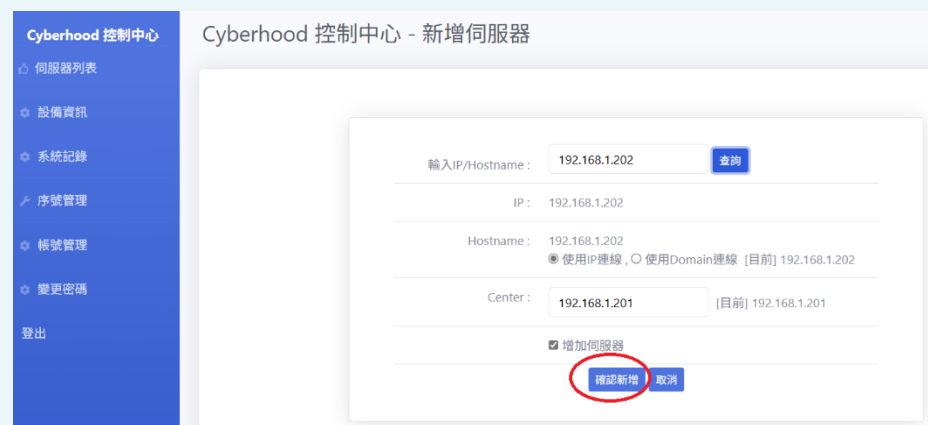 Cyberhood 控制中心
伺服器列表
設備資訊
系統記錄
序號管理
帳號管理
變更密碼
登出
Cyberhood 控制中心 - 新增伺服器
輸入IP/Hostname : 192.168.1.202 查詢
IP : 192.168.1.202
Hostname : 192.168.1.202
使用IP連線 , 使用Domain連線 [目前] 192.168.1.202
Center : 192.168.1.201 [目前] 192.168.1.201
增加伺服器
確認新增 取消